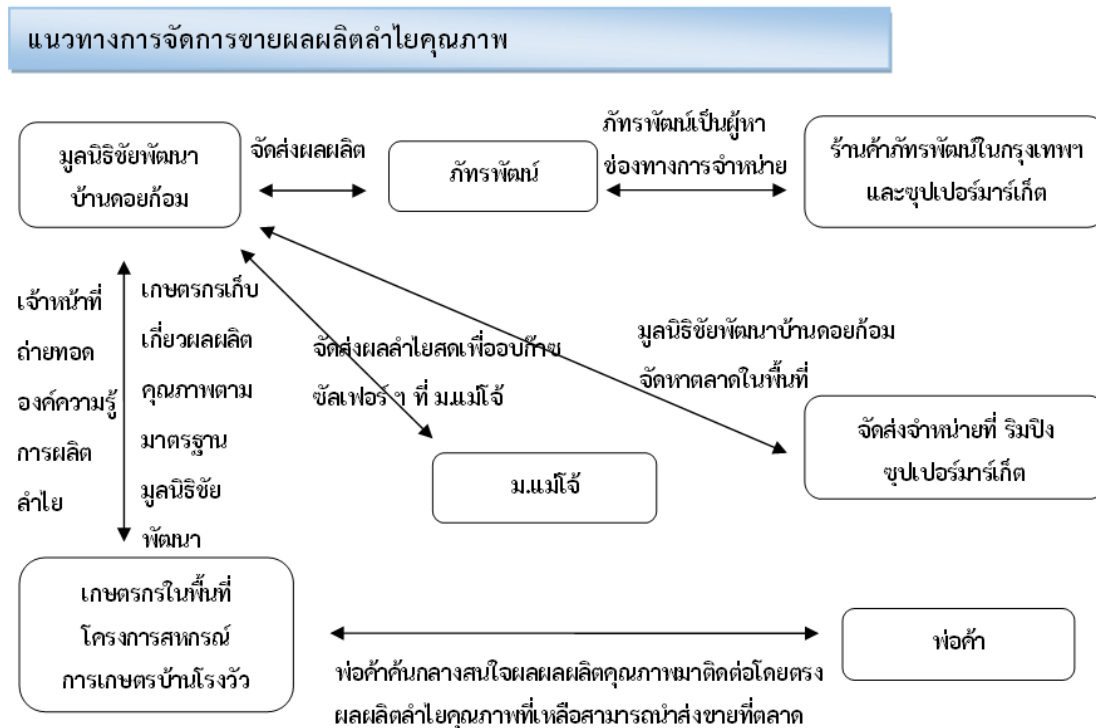 แนวทางการจัดการขายผลผลิตลำไยคุณภาพ
มูลนิธิชัยพัฒนา
บ้านดอยก้อม
จัดส่งผลผลิต
ภัทรพัฒน์
ภัทรพัฒน์เป็นผู้หา
ช่องทางการจำหน่าย
ร้านค้าภัทรพัฒน์ในกรุงเทพฯ
และซุปเปอร์มาร์เก็ต
เจ้าหน้าที่
ถ่ายทอด
องค์ความรู้
การผลิต
ลำไย
เกษตรกรเก็บ
เกี่ยวผลผลิต
คุณภาพตาม
มาตรฐาน
มูลนิธิชัย
พัฒนา
จัดส่งผลลำไยสดเพื่ออบก๊าซ
ซัลเฟอร์ ๆ ที่ ม.แม่โจ้
มูลนิธิชัยพัฒนาบ้านดอยก้อม
จัดหาตลาดในพื้นที่
ม.แม่โจ้
จัดส่งจำหน่ายที่ ริมปิง
ซุปเปอร์มาร์เก็ต
เกษตรกรในพื้นที่
โครงการสหกรณ์
การเกษตรบ้านโรงวัว
พ่อค้า
พ่อค้าค้นกลางสนใจผลผลผลิตคุณภาพมาติดต่อโดยตรง
ผลผลิตลำไยคุณภาพที่เหลือสามารถนำส่งขายที่ตลาด